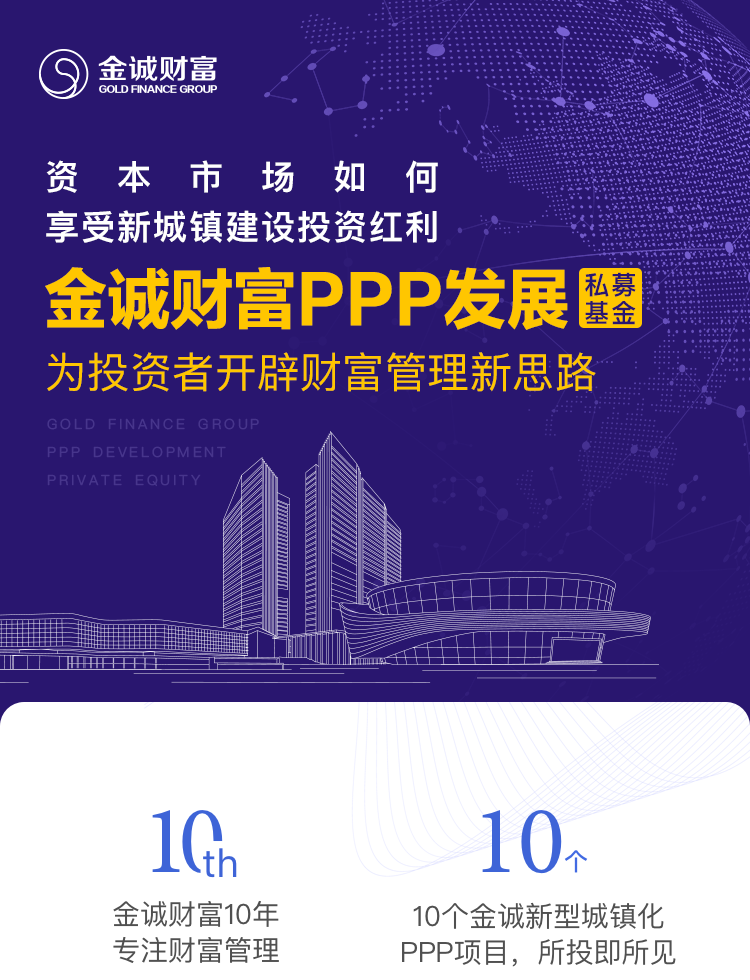 金诚财富
GOLD FINANCE GROUP
资本市场如何
享受新城镇建设投资红利
金诚财富PPP发展
私募
基金
为投资者开辟财富管理新思路
GOLD FINANCE GROUP
PPP DEVELOPMENT
PRIVATE EQUITY
10th
金诚财富10年
专注财富管理
10个
10个金诚新型城镇化
PPP项目，所投即所见